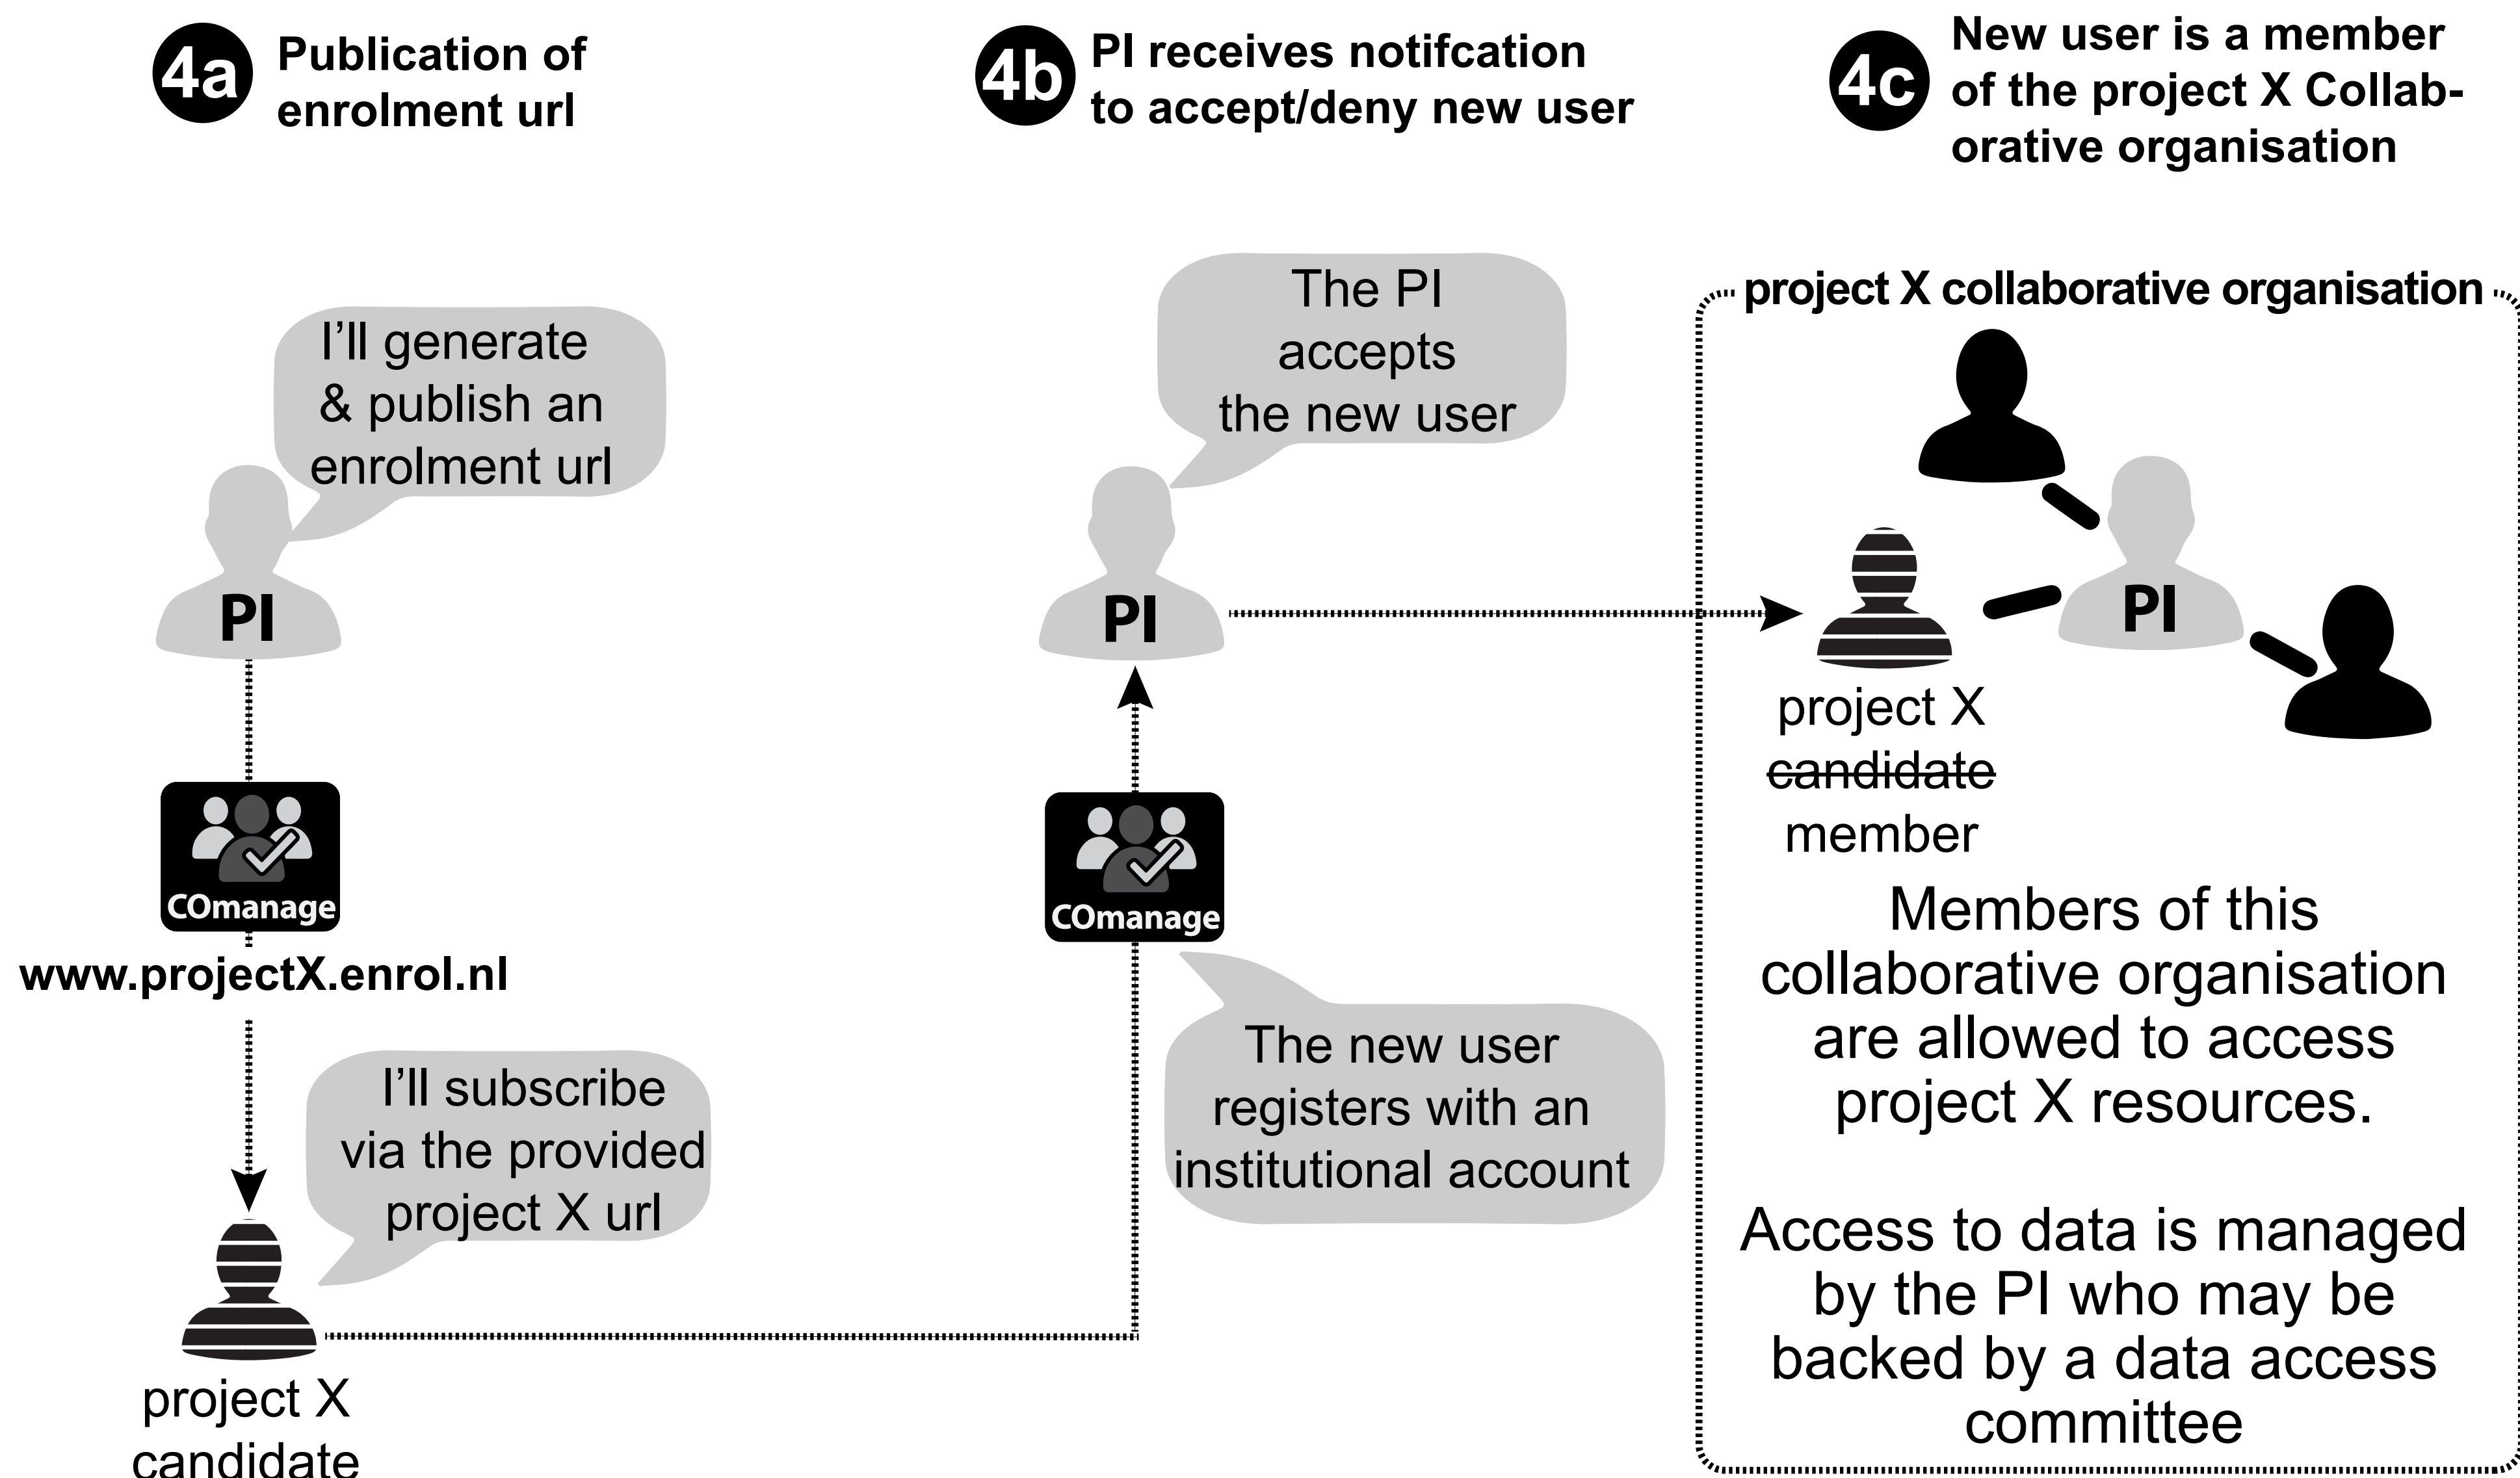 4a
Publication of
enrolment url
I'll generate
& publish an
enrolment url
PI
COmanage
www.projectX.enrol.nl
I'll subscribe
via the provided
project X url
project X
candidate
4b
PI receives notifcation
to accept/deny new user
The PI
accepts
the new user
PI
COmanage
The new user
registers with an
institutional account
4c
New user is a member
of the project X Collab-
orative organisation
project X collaborative organisation
PI
project X
candidate
member
Members of this
collaborative organisation
are allowed to access
project X resources.
Access to data is managed
by the PI who may be
backed by a data access
committee